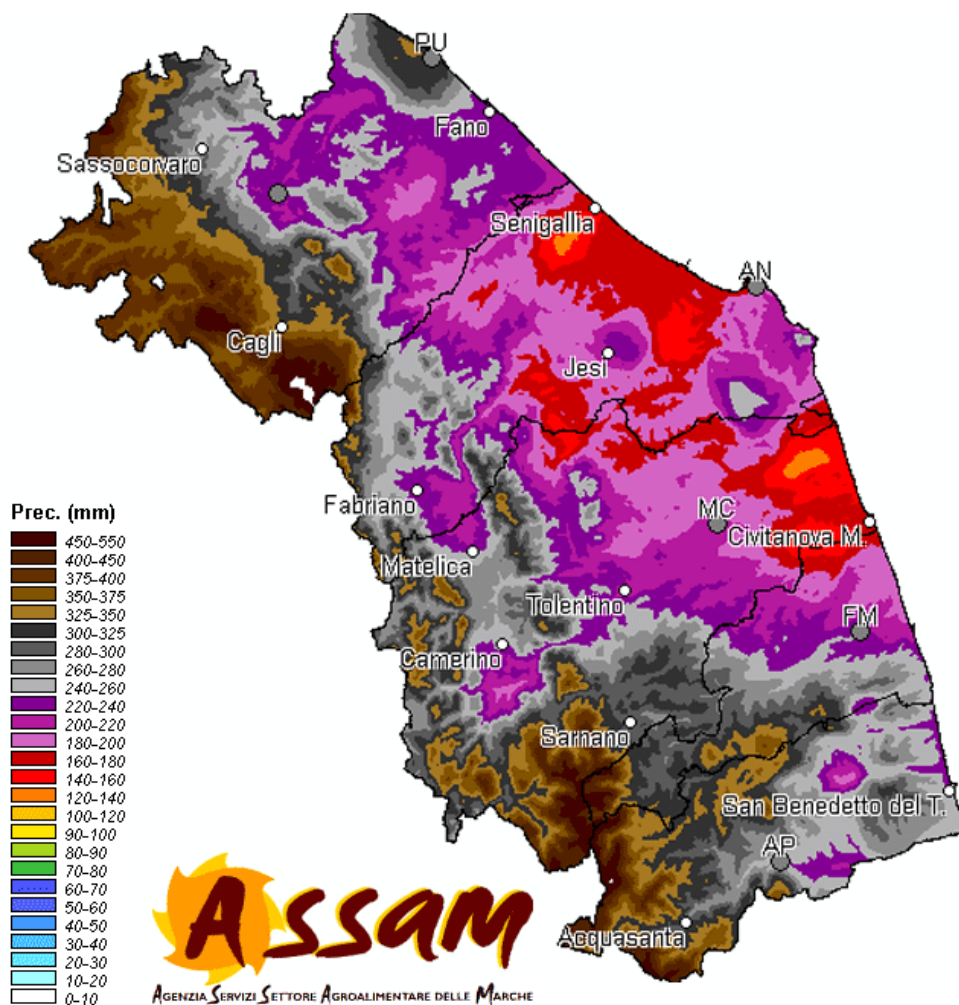 PU
Fano
Sassocorvaro
Senigallia
AN
Cagli
Jesi
Fabriano
MC
Civitanova M.
Matelica
Tolentino
FM
Camerino
Sarnano
San Benedetto del T.
AP
Acquasanta
Prec. (mm)
450-550
400-450
375-400
350-375
325-350
300-325
280-300
260-280
240-260
220-240
200-220
180-200
160-180
140-160
120-140
100-120
90-100
80-90
70-80
60-70
50-60
40-50
30-40
20-30
10-20
0-10
ASSAM
AGENZIA SERVIZI SETTORE AGROALIMENTARE DELLE MARCHE